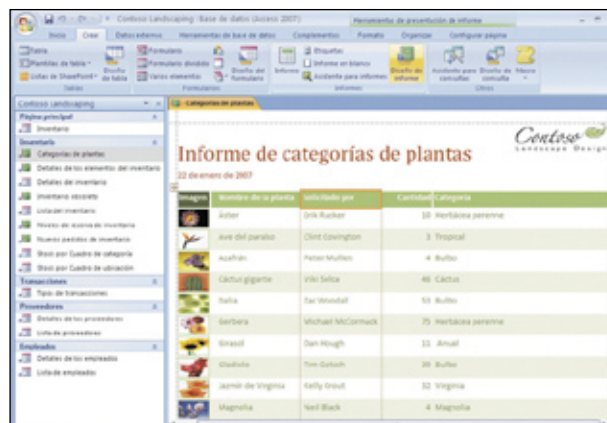 Contoso Landscaping : Base de datos (Access 2007)
Herramientas de presentación de informe
Inicio Crear Datos externos Herramientas de base de datos Complementos Formato Organizar Configurar página
Tabla
Plantillas de tabla
Listas de SharePoint
Diseño de tabla
Tablas
Formulario
Formulario dividido
Varios elementos
Diseño del formulario
Formularios
Informe
Etiquetas
Informe en blanco
Asistente para informes
Diseño de informe
Informes
Asistente para consultas
Diseño de consulta
Macro
Otros
Contoso Landscaping
Categorías de plantas
Página principal
Inventario
Inventario
Categorías de plantas
Detalles de los elementos del inventario
Detalles del inventario
Inventario obsoleto
Lista del inventario
Niveles de existencia de inventario
Nuevos pedidos de inventario
Stock por Cuadro de categoría
Stock por Cuadro de ubicación
Transacciones
Tipos de transacciones
Proveedores
Detalles de los proveedores
Lista de proveedores
Empleados
Detalles de los empleados
Lista de empleados
Contoso
Landscape Design
Informe de categorías de plantas
22 de enero de 2007
Imagen Nombre de la planta Solicitado por Cantidad Categoría
Áster Erik Rucker 10 Herbácea perenne
Ave del paraíso Clint Covington 3 Tropical
Azafrán Peter Mullen 4 Bulbo
Cáctus gigante 48 Cáctus
Dalia Zac Woodall 53 Bulbo
Gerbera Michael McCormack 75 Herbácea perenne
Girasol Dan Hough 11 Anual
Gladiolo Tim Getsch Bulbo
Jazmín de Virginia Kelly Grout 32 Virginia
Magnolia Neil Black 4 Magnolia